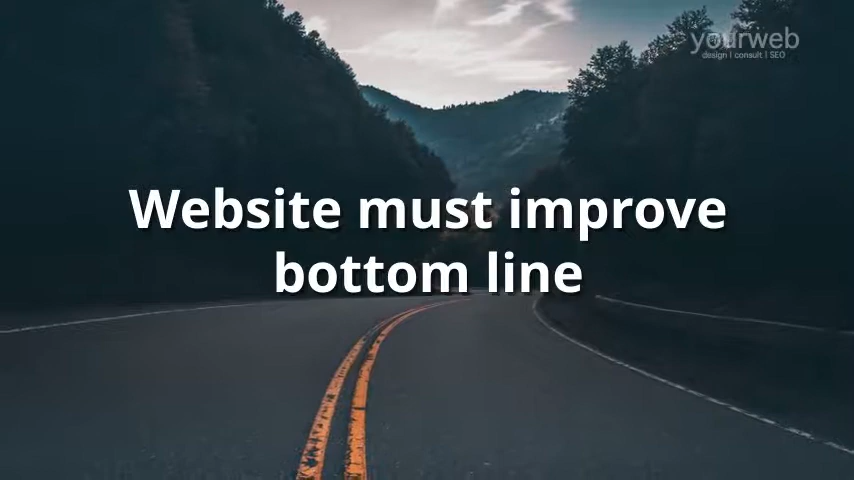 yourweb
design | consult | SEO
Website must improve
bottom line